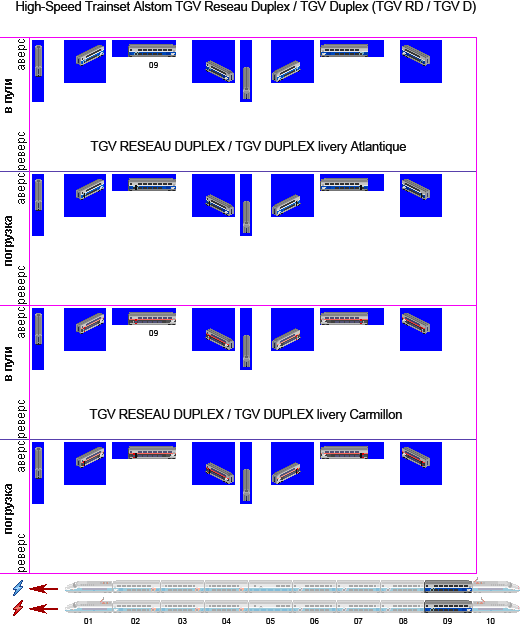 High-Speed Trainset Alstom TGV Reseau Duplex / TGV Duplex (TGV RD / TGV D)
в пути
аверс
09
реверс
TGV RESEAU DUPLEX / TGV DUPLEX livery Atlantique
погрузка
аверс
реверс
в пути
аверс
09
реверс
TGV RESEAU DUPLEX / TGV DUPLEX livery Carmillon
погрузка
аверс
реверс
01 02 03 04 05 06 07 08 09 10